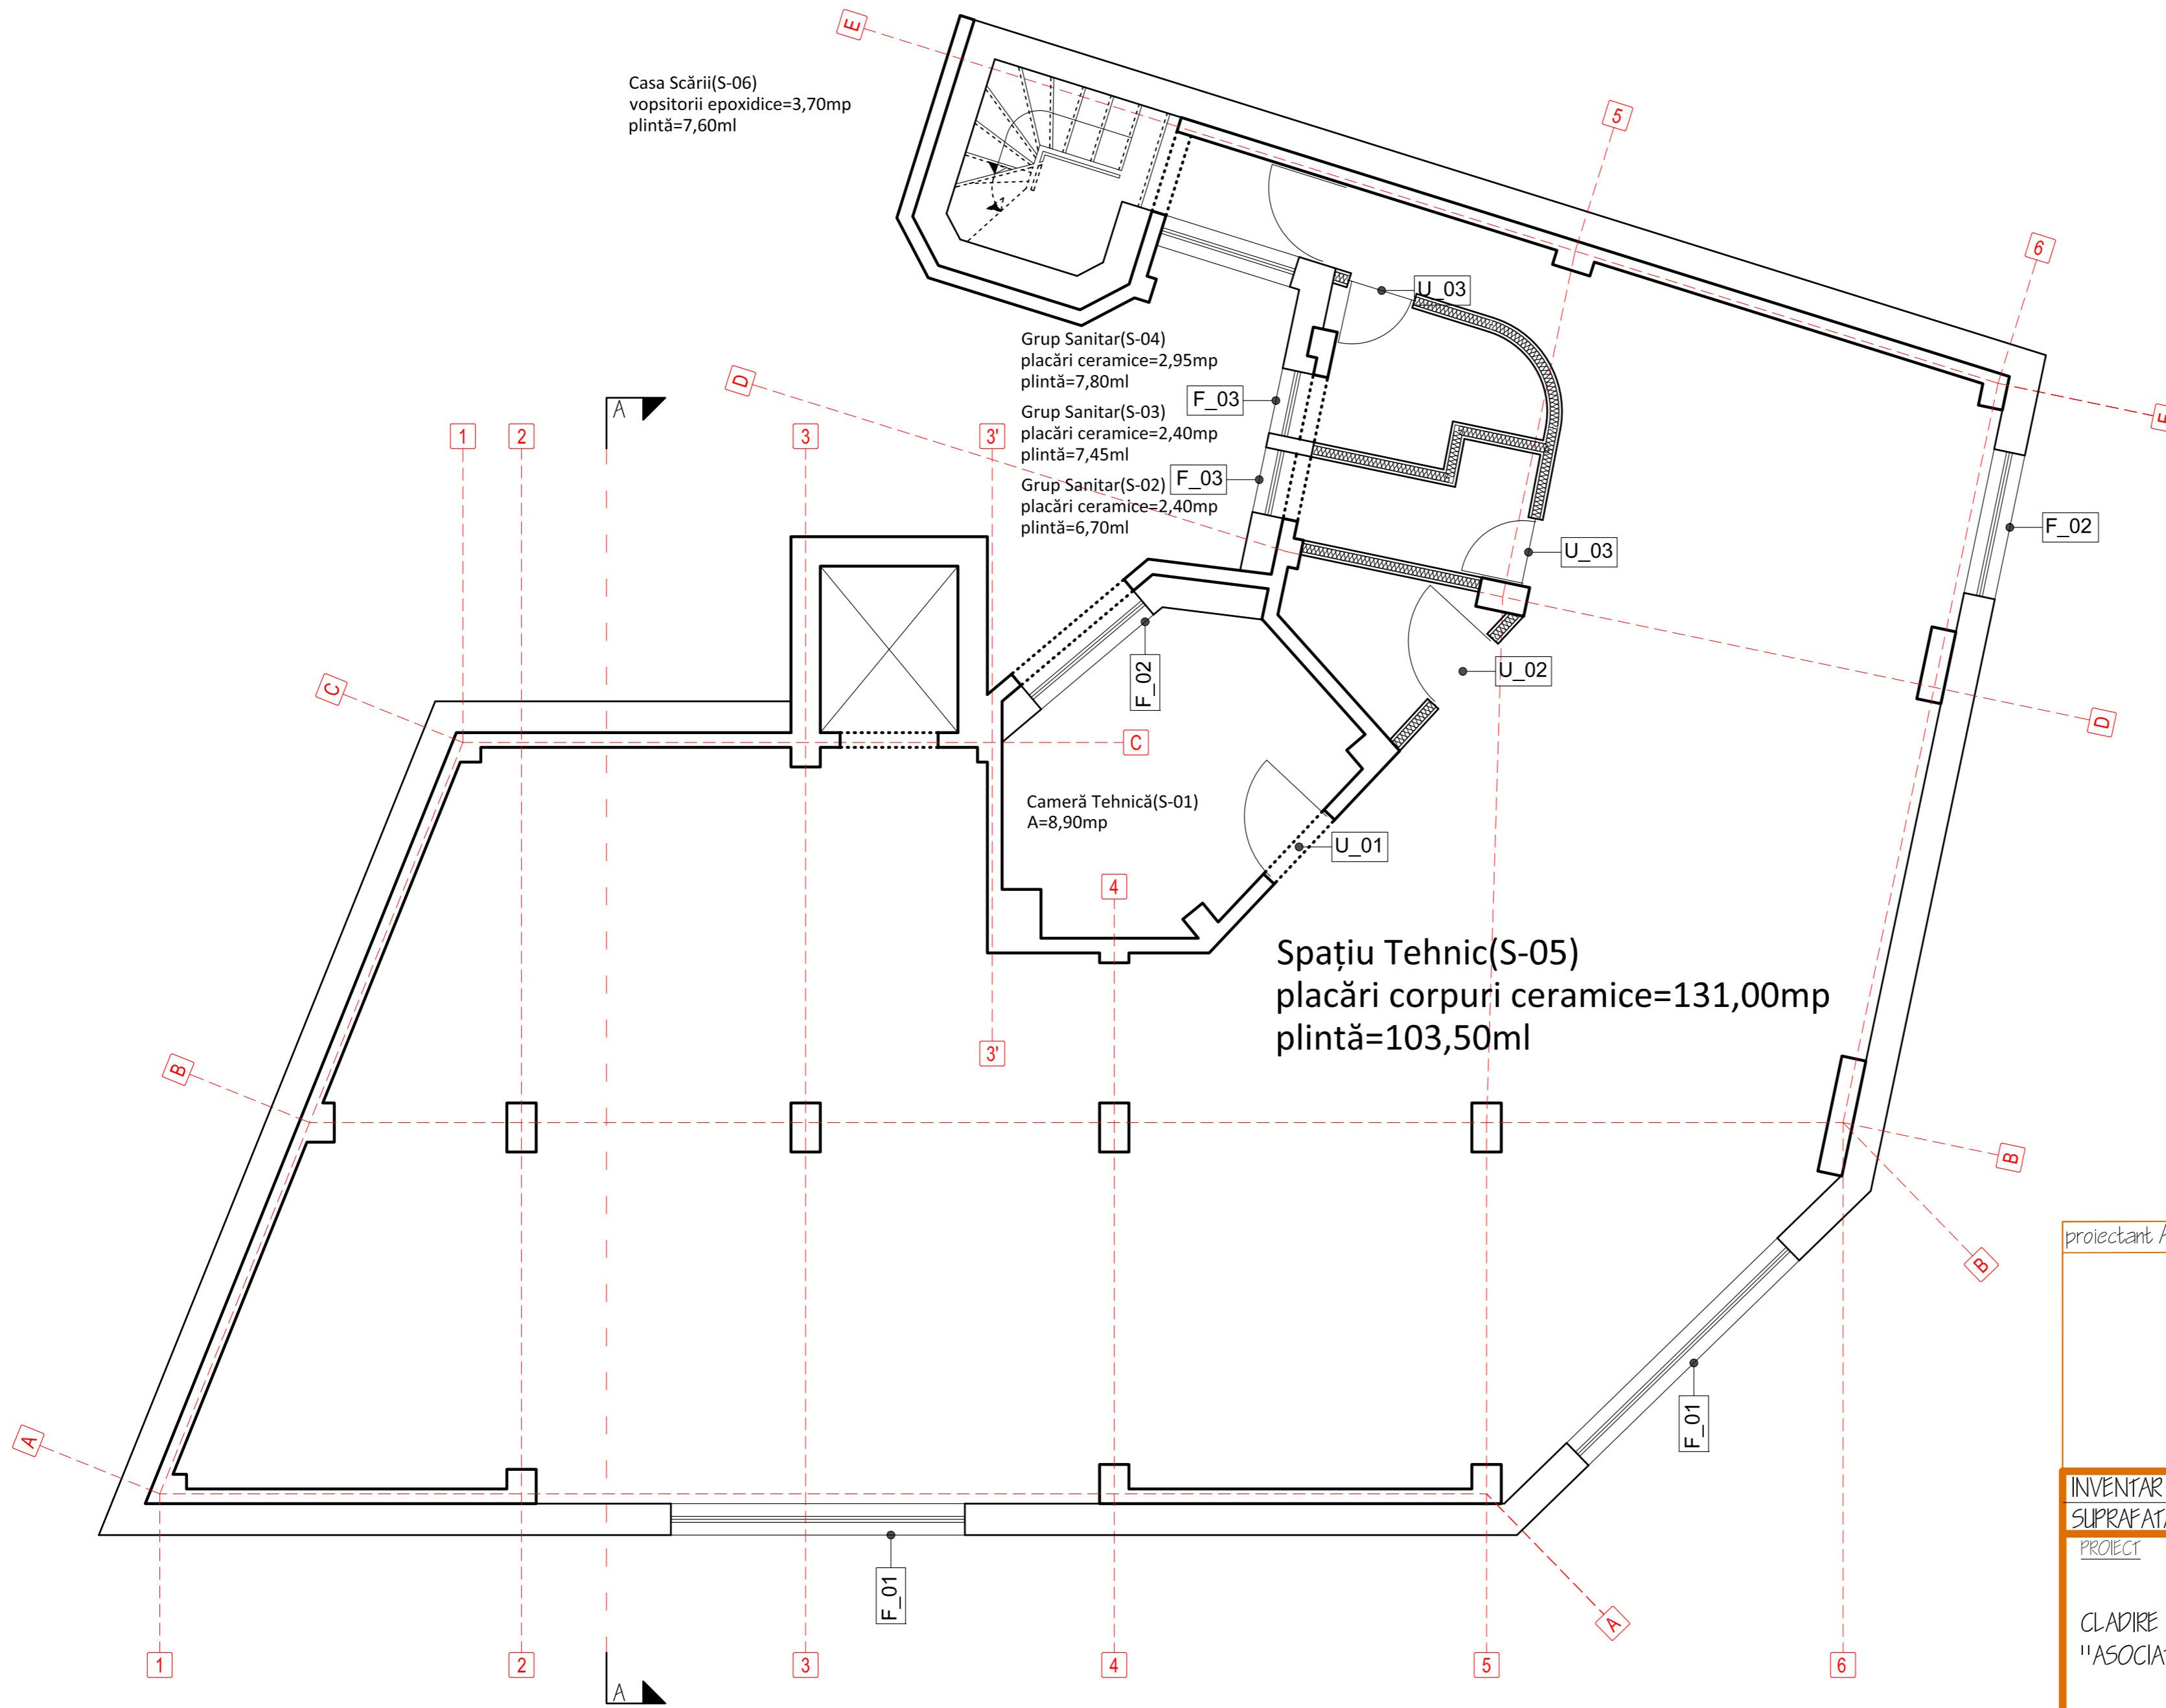 E
Casa Scării(S-06)
vopsitorii epoxidice=3,70mp
plintă=7,60ml
5
6
U_03
Grup Sanitar(S-04)
placări ceramice=2,95mp
plintă=7,80ml
D
F_03
A
Grup Sanitar(S-03)
placări ceramice=2,40mp
plintă=7,45ml
1
2
3
3'
F_03
Grup Sanitar(S-02)
placări ceramice=2,40mp
plintă=6,70ml
F_02
U_03
U_02
F_02
C
C
D
Cameră Tehnică(S-01)
A=8,90mp
U_01
4
Spațiu Tehnic(S-05)
placări corpuri ceramice=131,00mp
plintă=103,50ml
3'
B
B
B
proiectant
A
F_01
INVENTAR
PROIECT
F_01
CLADIRE
A
1
2
3
4
5
6
A